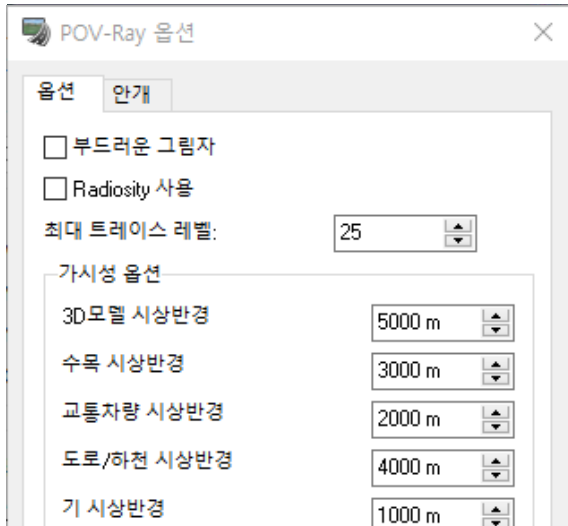 POV-Ray 옵션
옵션 안개
부드러운 그림자
Radiosity 사용
최대 트레이스 레벨: 25
가시성 옵션
3D모델 시상반경 5000 m
수목 시상반경 3000 m
교통차량 시상반경 2000 m
도로/하천 시상반경 4000 m
기 시상반경 1000 m